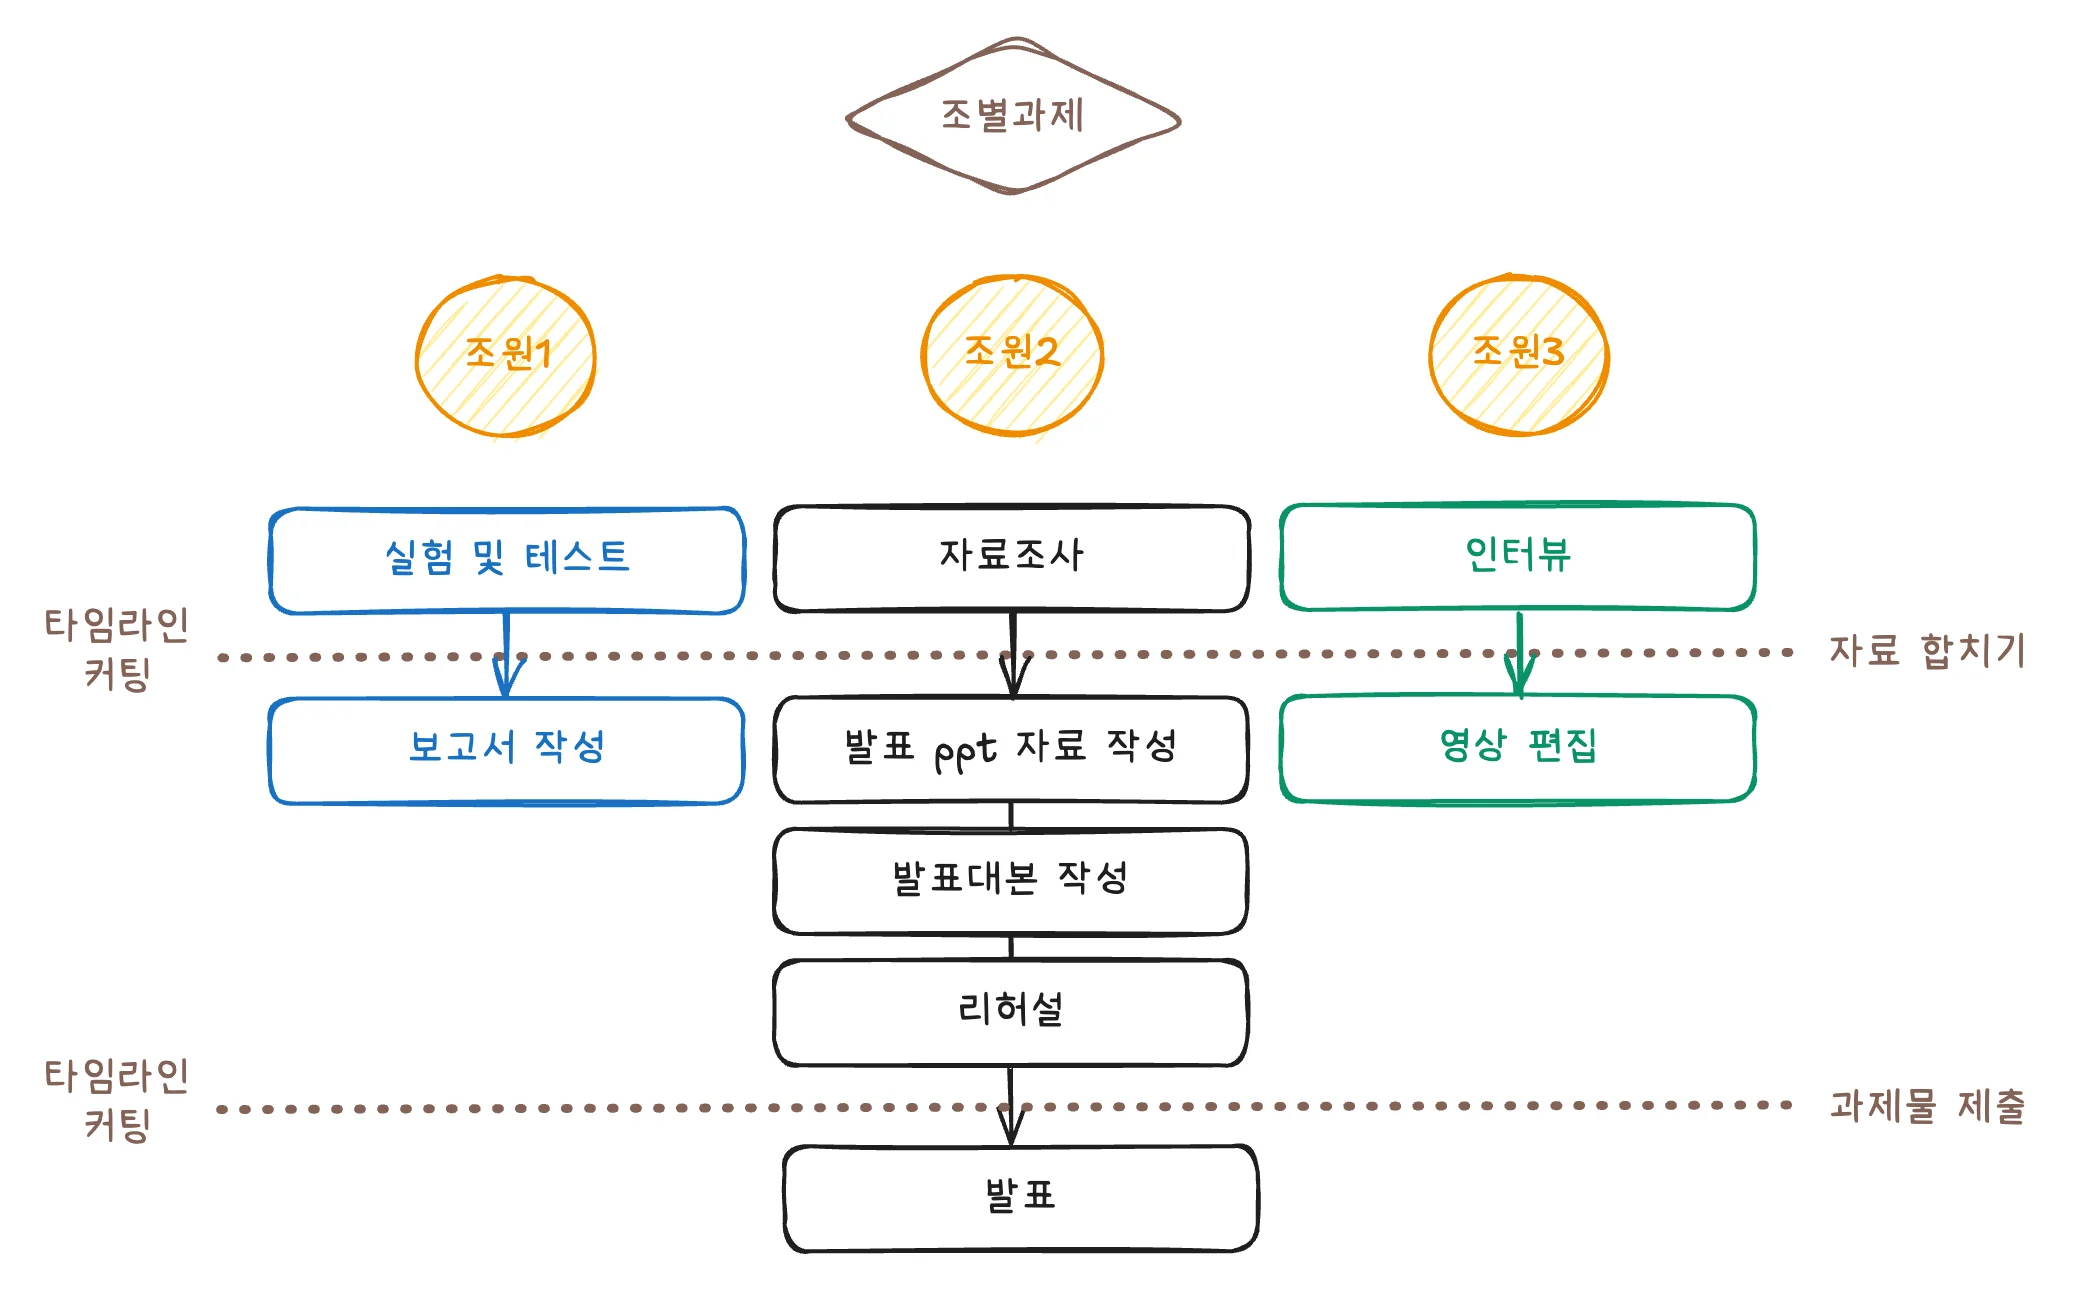 조별과제
조원1
조원2
조원3
실험 및 테스트
자료조사
인터뷰
타임라인
커팅
자료 합치기
보고서 작성
발표 ppt 자료 작성
영상 편집
발표대본 작성
리허설
타임라인
커팅
과제물 제출
발표